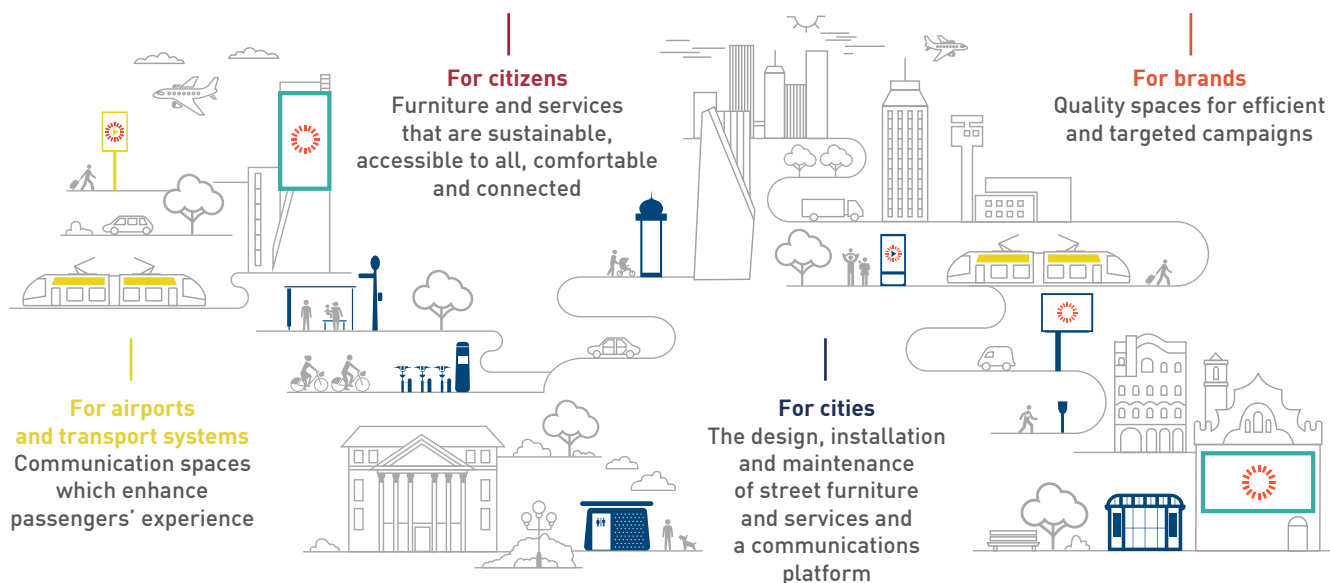 For citizens
Furniture and services
that are sustainable,
accessible to all, comfortable
and connected
For brands
Quality spaces for efficient
and targeted campaigns
For airports
and transport systems
Communication spaces
which enhance
passengers’ experience
For cities
The design, installation
and maintenance
of street furniture
and services and
a communications
platform